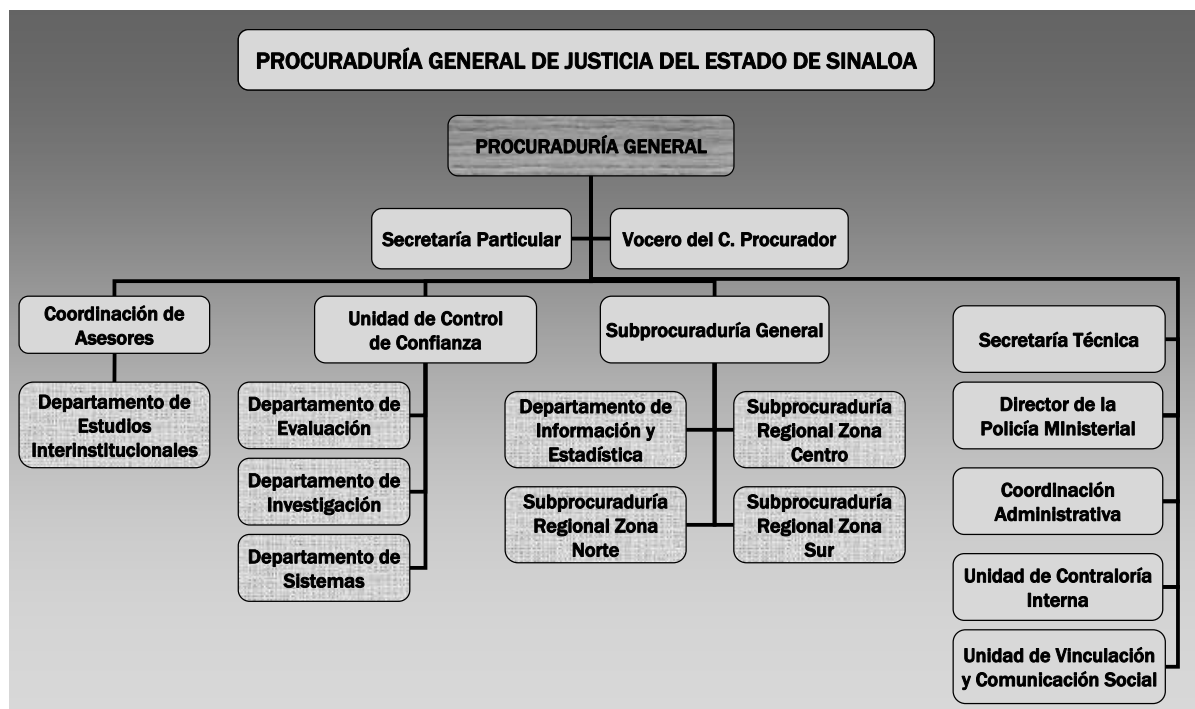 PROCURADURÍA GENERAL DE JUSTICIA DEL ESTADO DE SINALOA
PROCURADURÍA GENERAL
Secretaría Particular
Vocero del C. Procurador
Coordinación de
Asesores
Departamento de
Estudios
Interinstitucionales
Unidad de Control
de Confianza
Departamento de
Evaluación
Departamento de
Investigación
Departamento de
Sistemas
Subprocuraduría General
Departamento de
Información y
Estadística
Subprocuraduría
Regional Zona
Centro
Subprocuraduría
Regional Zona
Norte
Subprocuraduría
Regional Zona
Sur
Secretaría Técnica
Director de la
Policía MInisterial
Coordinación
Administrativa
Unidad de Contraloría
Interna
Unidad de Vinculación
y Comunicación Social